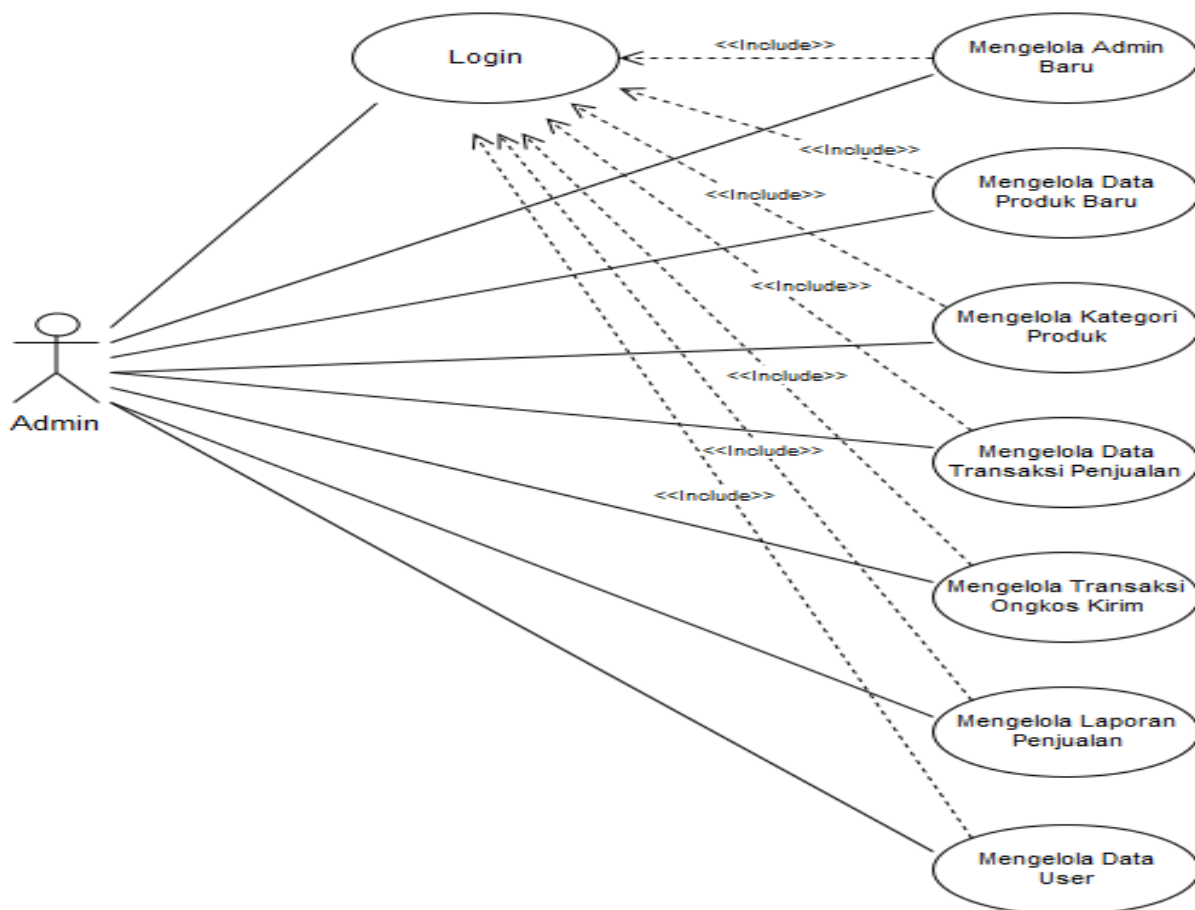 Login
<<Include>>
Mengelola Admin
Baru
<<Include>>
Mengelola Data
Produk Baru
<<Include>>
<<Include>>
Mengelola Kategori
Produk
Admin
<<Include>>
<<Include>>
Mengelola Data
Transaksi Penjualan
<<Include>>
Mengelola Transaksi
Ongkos Kirim
Mengelola Laporan
Penjualan
Mengelola Data
User